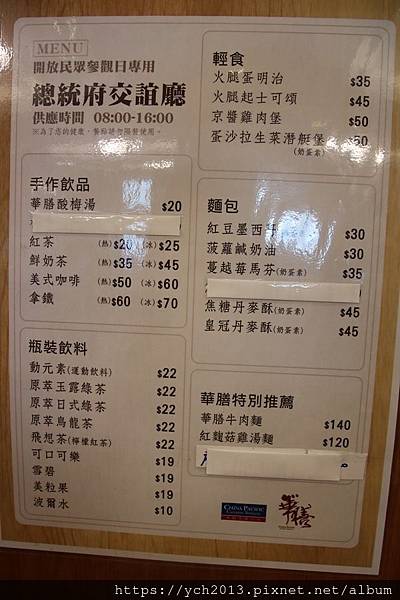 MENU
開放民眾參觀日專用
總統府交誼廳
供應時間 08:00-16:00
※為了您的健康，餐點請勿隔餐使用。
手作飲品
華膳酸梅湯 $20
紅茶 (熱)$20 (冰)$25
鮮奶茶 (熱)$35 (冰)$45
美式咖啡 (熱)$50 (冰)$60
拿鐵 (熱)$60 (冰)$70
瓶裝飲料
動元素(運動飲料) $22
原萃玉露綠茶 $22
原萃日式綠茶 $22
原萃烏龍茶 $22
飛想茶(檸檬紅茶) $22
可口可樂 $19
雪碧 $19
美粒果 $19
波爾水 $10
輕食
火腿蛋明治 $35
火腿起士可頌 $45
京醬雞肉堡 $50
蛋沙拉生菜潛艇堡 $50
(奶蛋素)
麵包
紅豆墨西哥 $30
菠蘿鹹奶油 $30
蔓越莓馬芬(奶蛋素) $35
焦糖丹麥酥(奶蛋素) $45
皇冠丹麥酥(奶蛋素) $45
華膳特別推薦
華膳牛肉麵 $140
紅麴菇雞湯麵 $120
CHINA PACIFIC
華膳
https://ych2013.pixnet.net/album